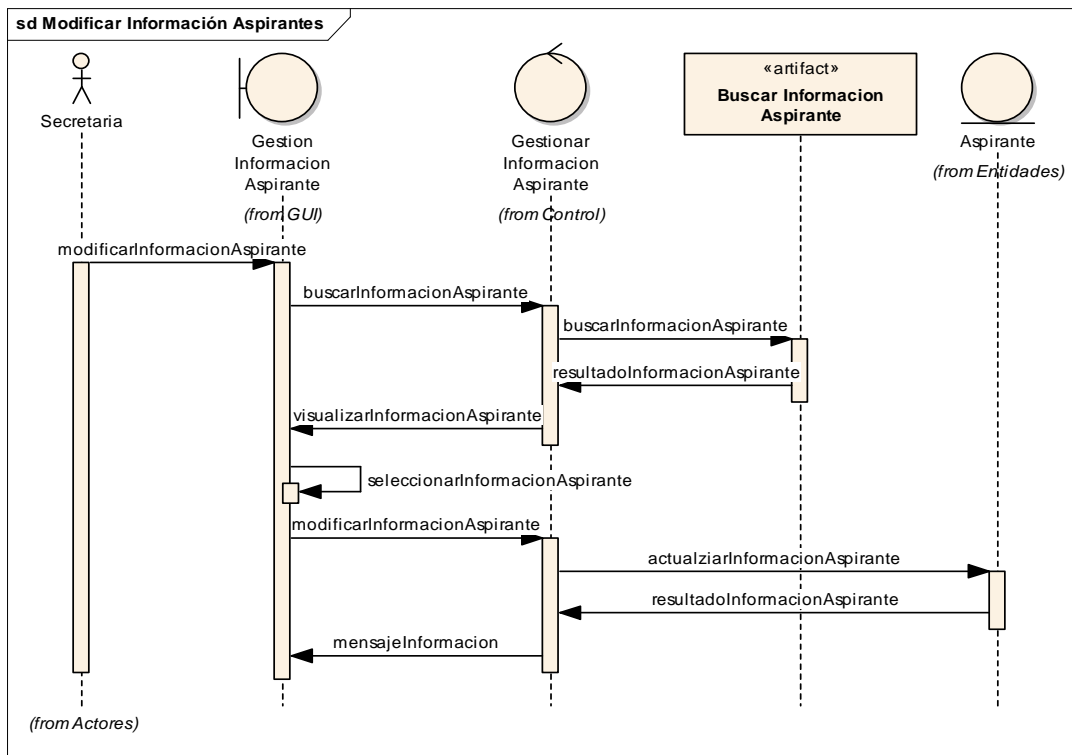 sd Modificar Información Aspirantes
Secretaria
Gestion
Informacion
Aspirante
(from GUI)
Gestionar
Informacion
Aspirante
(from Control)
«artifact»
Buscar Informacion
Aspirante
Aspirante
(from Entidades)
modificarInformacionAspirante
buscarInformacionAspirante
buscarInformacionAspirante
resultadoInformacionAspirante
visualizarInformacionAspirante
seleccionarInformacionAspirante
modificarInformacionAspirante
actualziarInformacionAspirante
resultadoInformacionAspirante
mensajeInformacion
(from Actores)